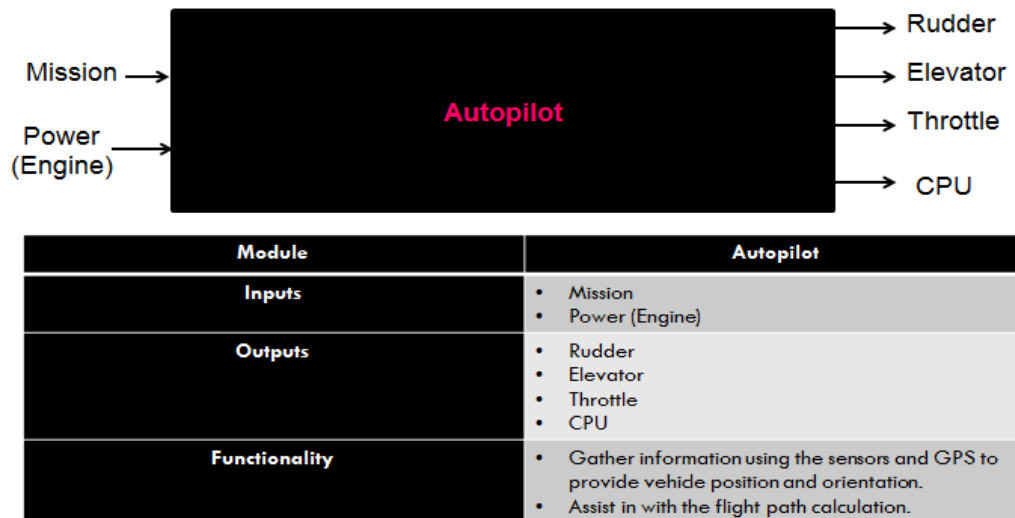 Rudder
Mission
Elevator
Autopilot
Throttle
Power
(Engine)
CPU
Module Autopilot
Inputs • Mission
• Power (Engine)
Outputs • Rudder
• Elevator
• Throttle
• CPU
Functionality • Gather information using the sensors and GPS to
provide vehicle position and orientation.
• Assist in with the flight path calculation.